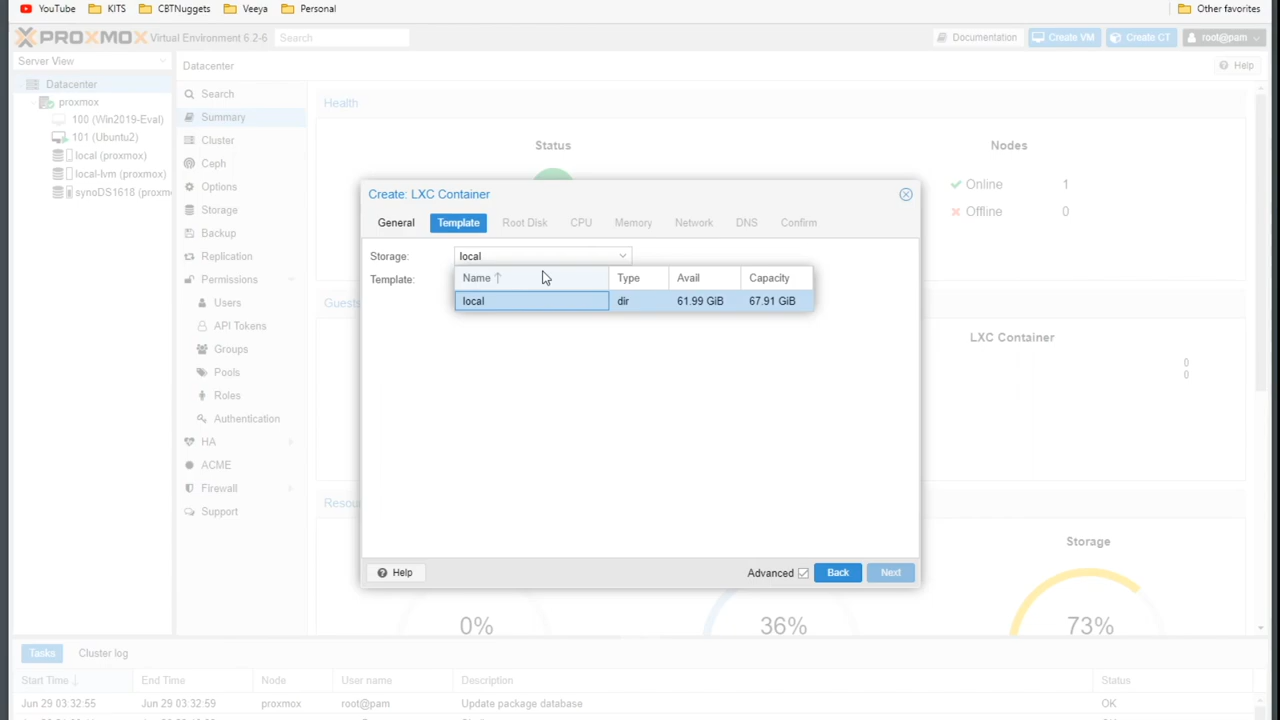 YouTube KITS CBTNuggets Veeya Personal Other favorites
PROXMOX Virtual Environment 6.2-6 Search Documentation Create VM Create CT root@pam
Server View
Datacenter
proxmox
100 (Win2019-Eval)
101 (Ubuntu2)
local (proxmox)
local-lvm (proxmox)
synoDS1618 (proxm
Datacenter Help
Search
Summary
Cluster
Ceph
Options
Storage
Backup
Replication
Permissions
Users
API Tokens
Groups
Pools
Roles
Authentication
HA
ACME
Firewall
Support
Health
Status
Nodes
Online 1
Offline 0
Guests
LXC Container
0
0
Resou
Storage
0% 36% 73%
Create: LXC Container
General Template Root Disk CPU Memory Network DNS Confirm
Storage: local
Template:
Name Type Avail Capacity
local dir 61.99 GiB 67.91 GiB
Help Advanced Back Next
Tasks Cluster log
Start Time End Time Node User name Description Status
Jun 29 03:32:55 Jun 29 03:32:59 proxmox root@pam Update package database OK